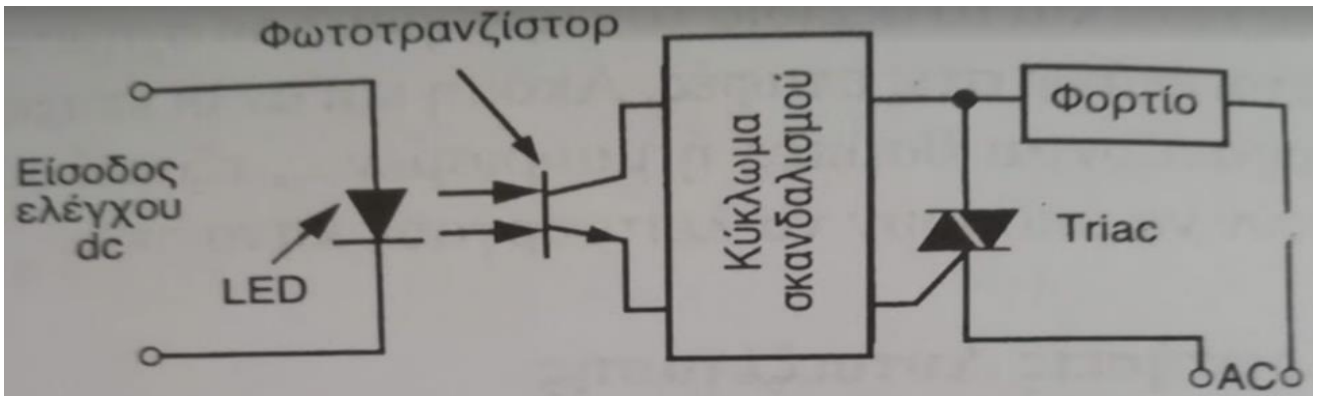 Φωτοτρανζίστορ
Είσοδος
ελέγχου
dc
LED
Κύκλωμα
σκανδαλισμού
Φορτίο
Triac
AC